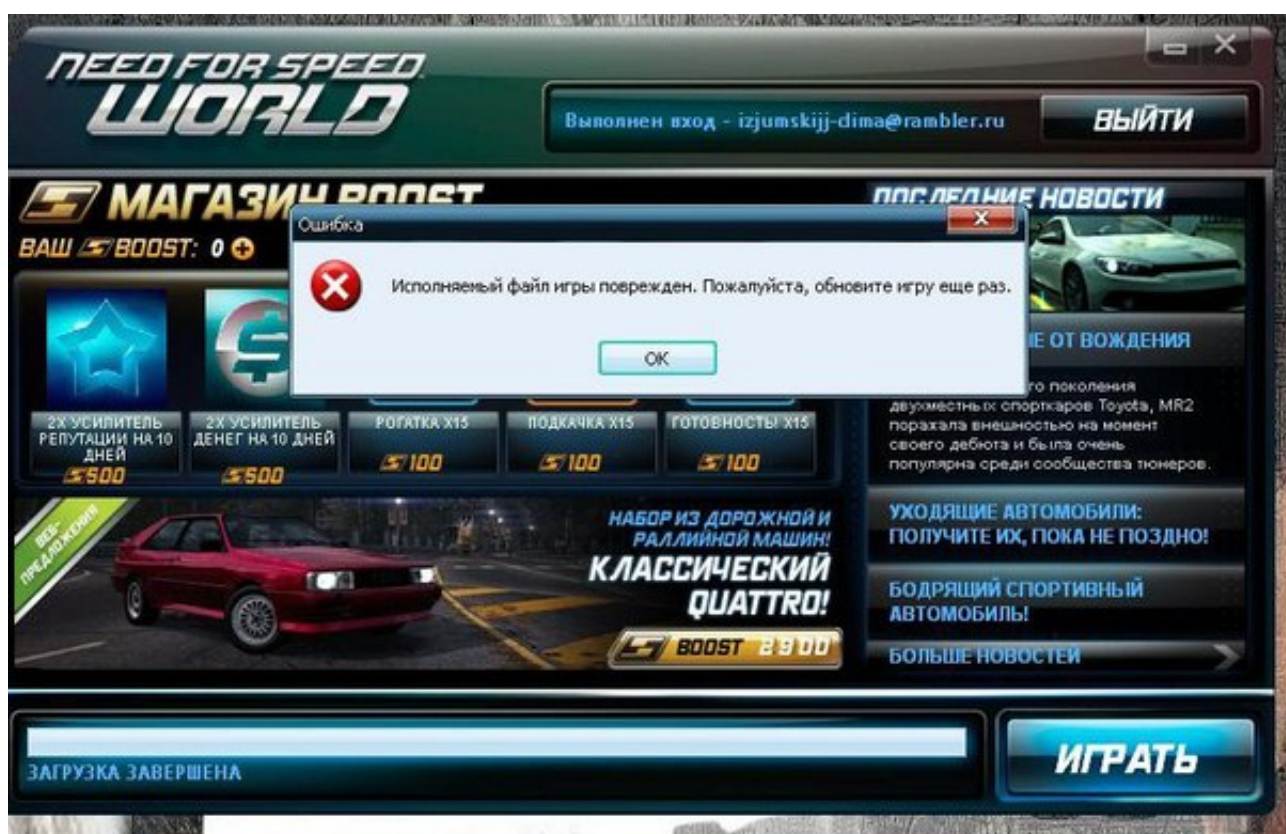 NEED FOR SPEED
WORLD
Выполнен вход - izjumskijj-dima@rambler.ru
ВЫЙТИ
МАГАЗИН BOOST
ВАШ BOOST: 0
ПОСЛЕДНИЕ НОВОСТИ
Ошибка
Исполняемый файл игры поврежден. Пожалуйста, обновите игру еще раз.
OK
2X УСИЛИТЕЛЬ
РЕПУТАЦИИ НА 10
ДНЕЙ
500
2X УСИЛИТЕЛЬ
ДЕНЕГ НА 10 ДНЕЙ
500
РОГАТКА X15
100
ПОДКАЧКА X15
100
ГОТОВНОСТЬ! X15
100
ОТ ВОЖДЕНИЯ
поколения
двухместных спорткаров Toyota, MR2
поражала внешностью на момент
своего дебюта и была очень
популярна среди сообщества тюнеров.
ВЕБ-
ПРЕДЛОЖЕНИЯ
НАБОР ИЗ ДОРОЖНОЙ И
РАЛЛИЙНОЙ МАШИН!
КЛАССИЧЕСКИЙ
QUATTRO!
BOOST 2900
УХОДЯЩИЕ АВТОМОБИЛИ:
ПОЛУЧИТЕ ИХ, ПОКА НЕ ПОЗДНО!
БОДРЯЩИЙ СПОРТИВНЫЙ
АВТОМОБИЛЬ!
БОЛЬШЕ НОВОСТЕЙ
ЗАГРУЗКА ЗАВЕРШЕНА
ИГРАТЬ